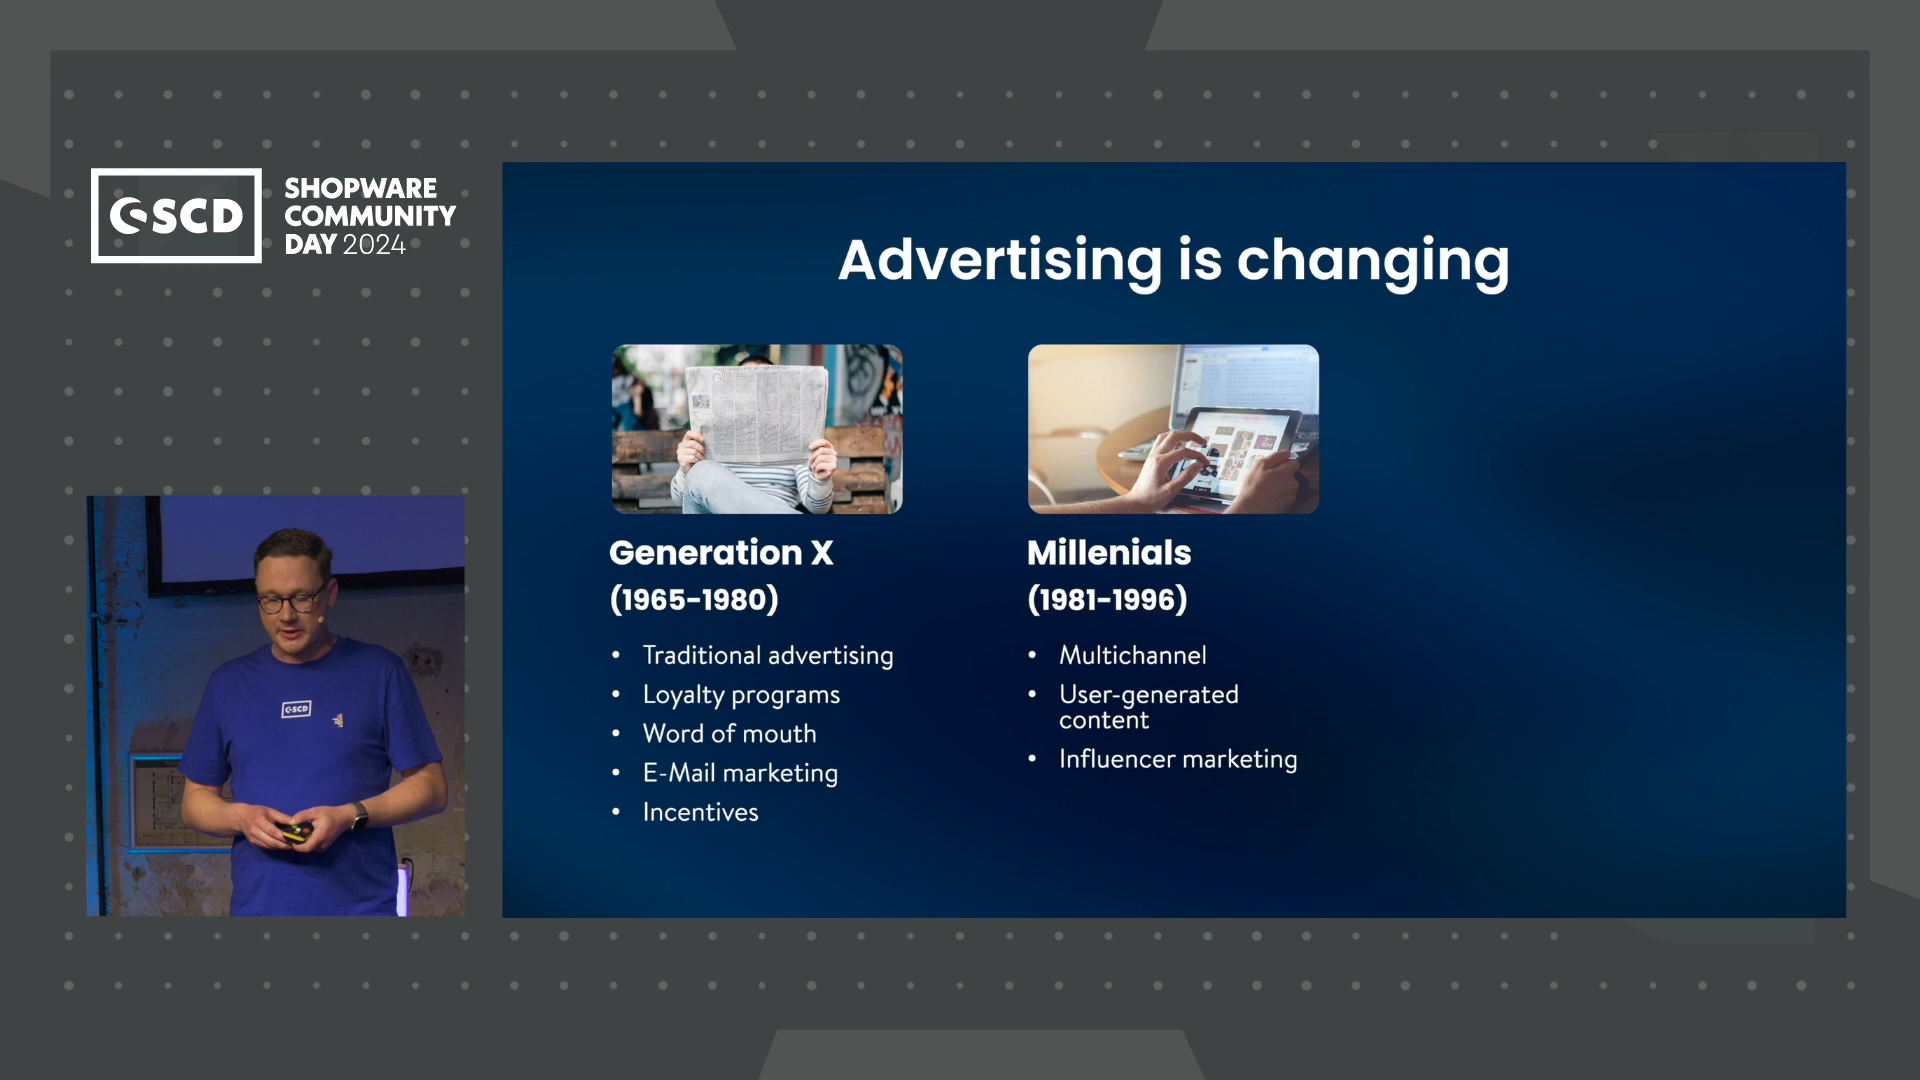 SCD
SHOPWARE
COMMUNITY
DAY 2024
Advertising is changing
Generation X
(1965-1980)
• Traditional advertising
• Loyalty programs
• Word of mouth
• E-Mail marketing
• Incentives
Millenials
(1981-1996)
• Multichannel
• User-generated
content
• Influencer marketing
SCD